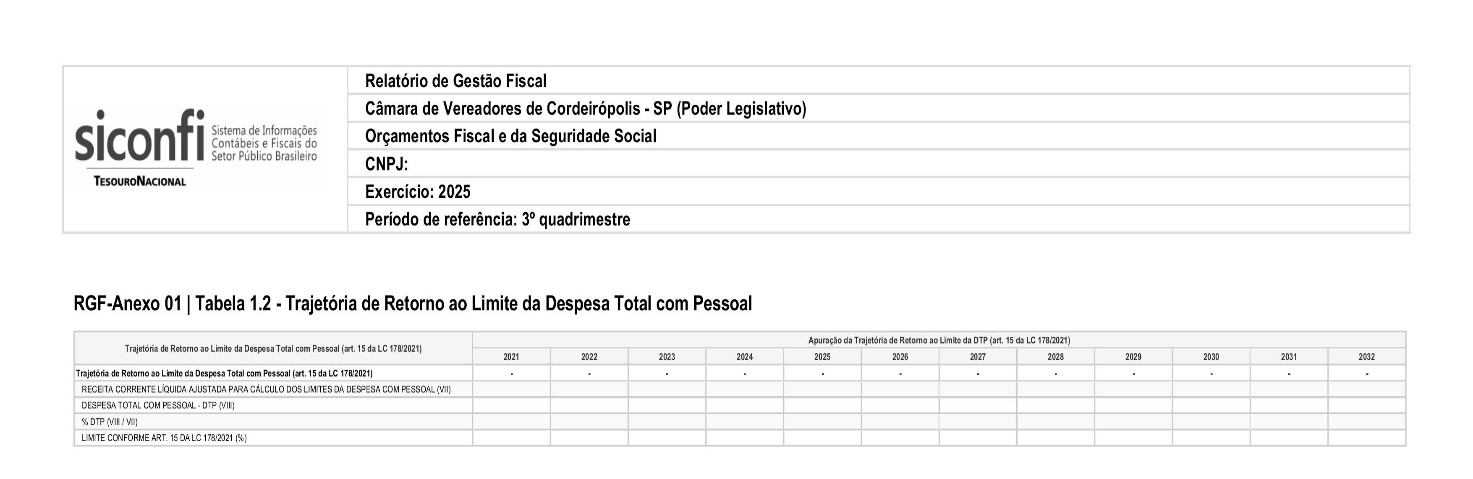 siconfi
Sistema de Informações
Contábeis e Fiscais do
Setor Público Brasileiro
TESOURONACIONAL
Relatório de Gestão Fiscal
Câmara de Vereadores de Cordeirópolis - SP (Poder Legislativo)
Orçamentos Fiscal e da Seguridade Social
CNPJ:
Exercício: 2025
Período de referência: 3º quadrimestre
RGF-Anexo 01 | Tabela 1.2 - Trajetória de Retorno ao Limite da Despesa Total com Pessoal
Trajetória de Retorno ao Limite da Despesa Total com Pessoal (art. 15 da LC 178/2021)
Apuração da Trajetória de Retorno ao Limite da DTP (art. 15 da LC 178/2021)
2021 2022 2023 2024 2025 2026 2027 2028 2029 2030 2031 2032
Trajetória de Retorno ao Limite da Despesa Total com Pessoal (art. 15 da LC 178/2021) - - - - - - - - - - - -
RECEITA CORRENTE LÍQUIDA AJUSTADA PARA CÁLCULO DOS LIMITES DA DESPESA COM PESSOAL (VII)
DESPESA TOTAL COM PESSOAL - DTP (VIII)
% DTP (VIII / VII)
LIMITE CONFORME ART. 15 DA LC 178/2021 (%)